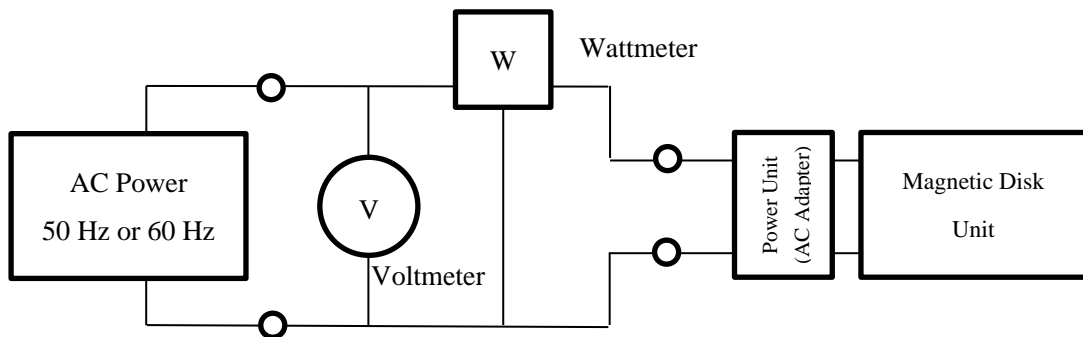 W
Wattmeter
AC Power
50 Hz or 60 Hz
V
Voltmeter
Power Unit
(AC Adapter)
Magnetic Disk
Unit